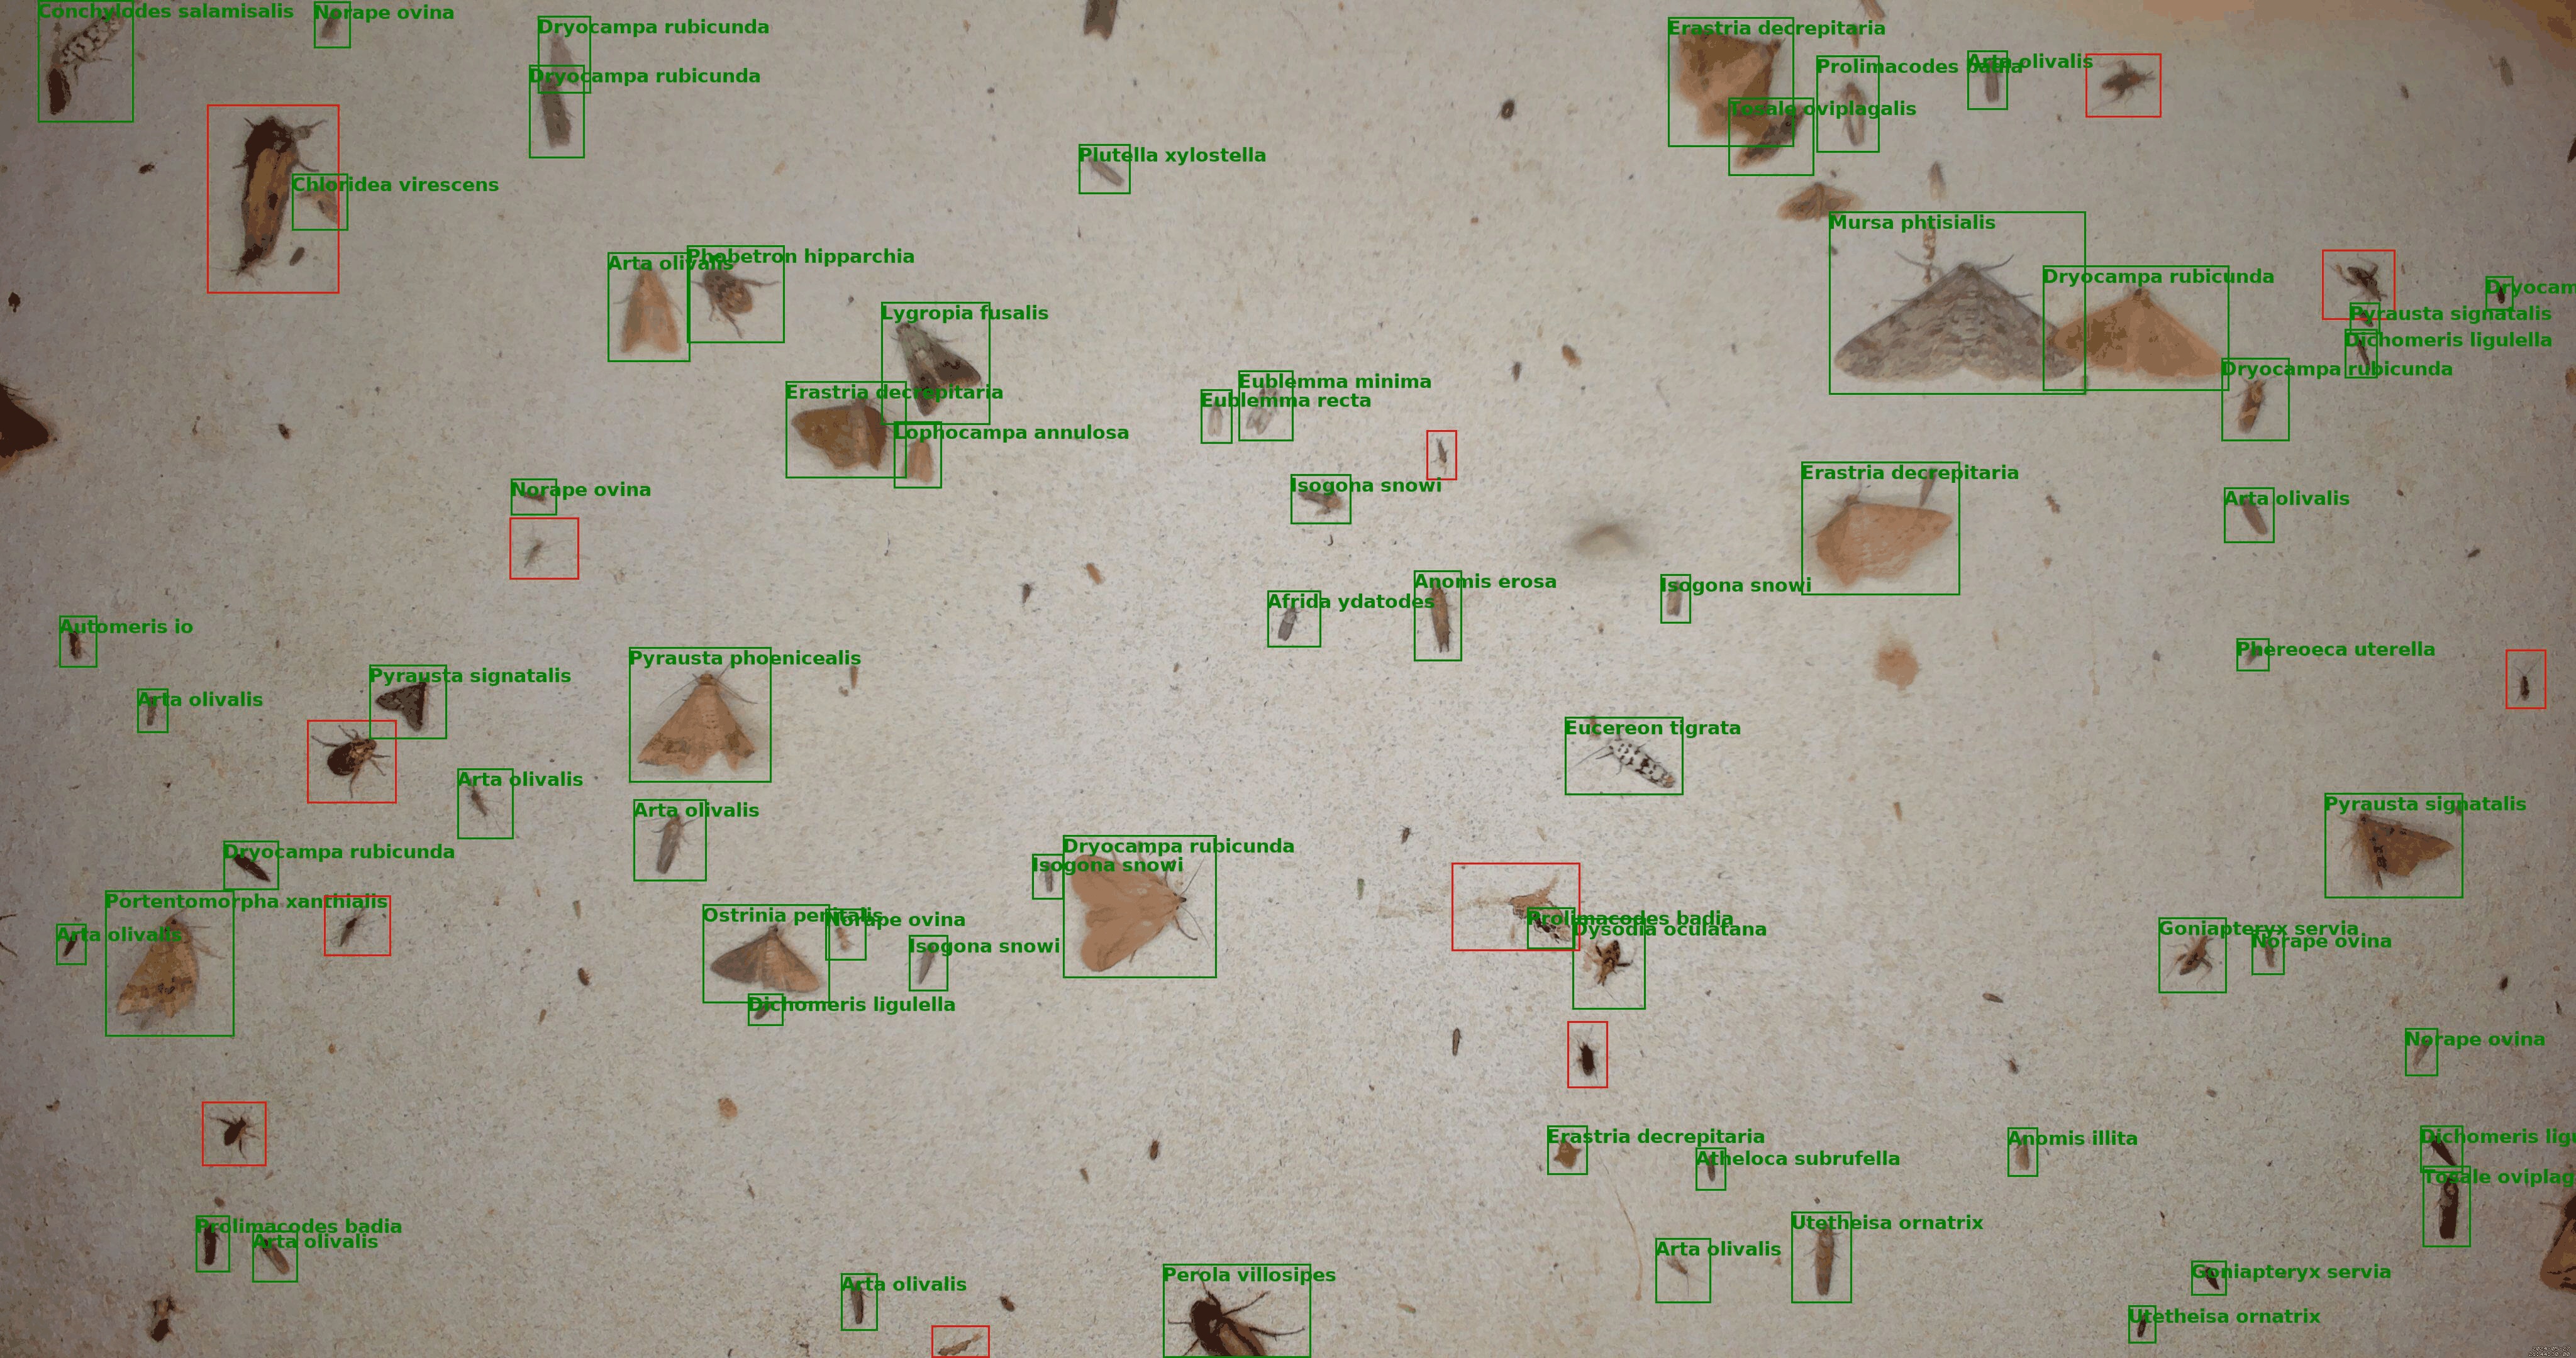 Conchylodes salamisalis
Norape ovina
Dryocampa rubicunda
Dryocampa rubicunda
Erastria decrepitaria
Prolimacodes badia
Arta olivalis
Tosale oviplagalis
Plutella xylostella
Chloridea virescens
Mursa phtisialis
Arta olivalis
Phobetron hipparchia
Dryocampa rubicunda
Dryocam
Lygropia fusalis
Pyrausta signatalis
Dichomeris ligulella
Dryocampa rubicunda
Erastria decrepitaria
Eublemma minima
Eublemma recta
Lophocampa annulosa
Erastria decrepitaria
Isogona snowi
Norape ovina
Arta olivalis
Anomis erosa
Isogona snowi
Afrida ydatodes
Automeris io
Phereoeca uterella
Pyrausta phoenicealis
Pyrausta signatalis
Arta olivalis
Eucereon tigrata
Arta olivalis
Pyrausta signatalis
Arta olivalis
Dryocampa rubicunda
Dryocampa rubicunda
Isogona snowi
Portentomorpha xanthialis
Ostrinia penitalis
Norape ovina
Prolimacodes badia
Dysodia oculatana
Goniapteryx servia
Norape ovina
Arta olivalis
Isogona snowi
Dichomeris ligulella
Norape ovina
Erastria decrepitaria
Anomis illita
Dichomeris ligu
Atheloca subrufella
Tosale oviplag
Prolimacodes badia
Arta olivalis
Utetheisa ornatrix
Arta olivalis
Goniapteryx servia
Perola villosipes
Arta olivalis
Utetheisa ornatrix